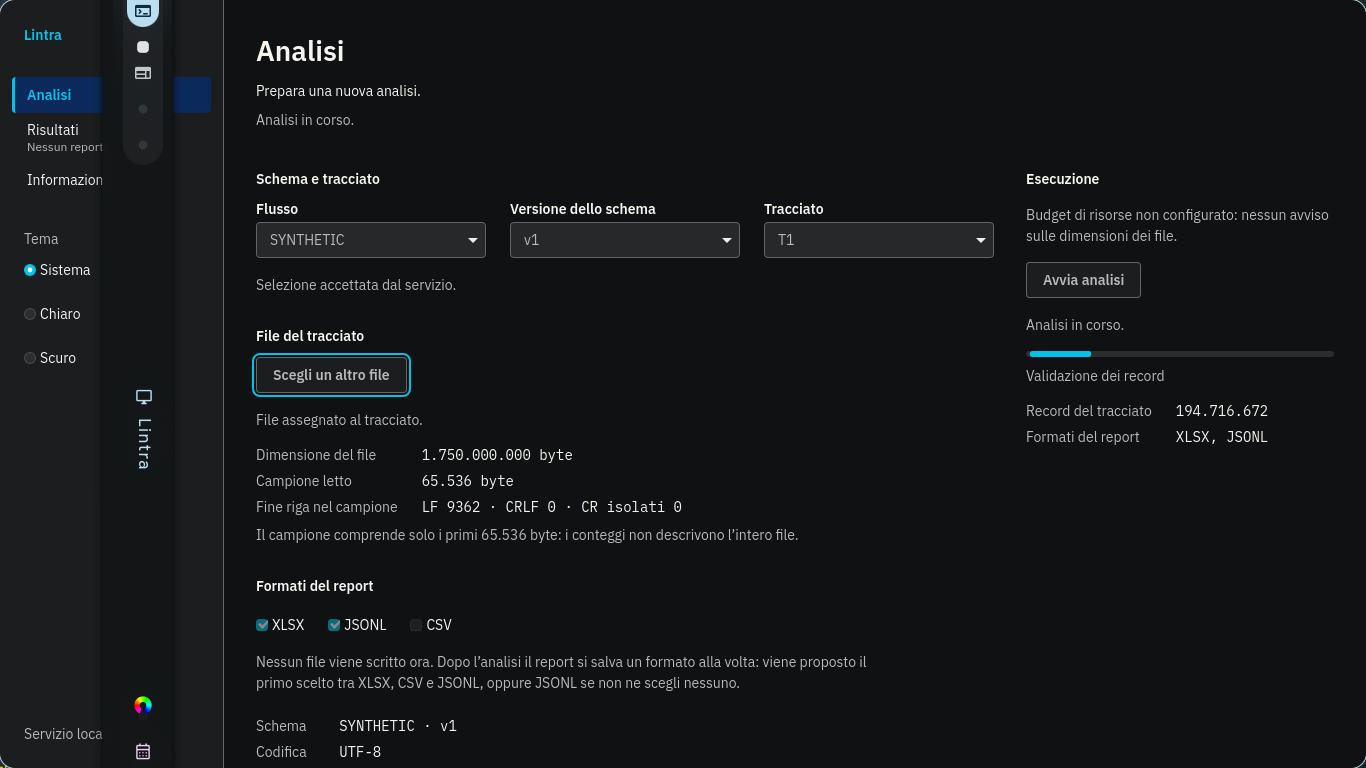 Lintra
Analisi
Risultati
Nessun report
Informazion
Tema
Sistema
Chiaro
Scuro
Servizio loca
Lintra
Analisi
Prepara una nuova analisi.
Analisi in corso.
Schema e tracciato
Flusso
Versione dello schema
Tracciato
SYNTHETIC
v1
T1
Selezione accettata dal servizio.
File del tracciato
Scegli un altro file
File assegnato al tracciato.
Dimensione del file 1.750.000.000 byte
Campione letto 65.536 byte
Fine riga nel campione LF 9362 · CRLF 0 · CR isolati 0
Il campione comprende solo i primi 65.536 byte: i conteggi non descrivono l’intero file.
Formati del report
XLSX JSONL CSV
Nessun file viene scritto ora. Dopo l’analisi il report si salva un formato alla volta: viene proposto il
primo scelto tra XLSX, CSV e JSONL, oppure JSONL se non ne scegli nessuno.
Schema SYNTHETIC · v1
Codifica UTF-8
Esecuzione
Budget di risorse non configurato: nessun avviso
sulle dimensioni dei file.
Avvia analisi
Analisi in corso.
Validazione dei record
Record del tracciato 194.716.672
Formati del report XLSX, JSONL